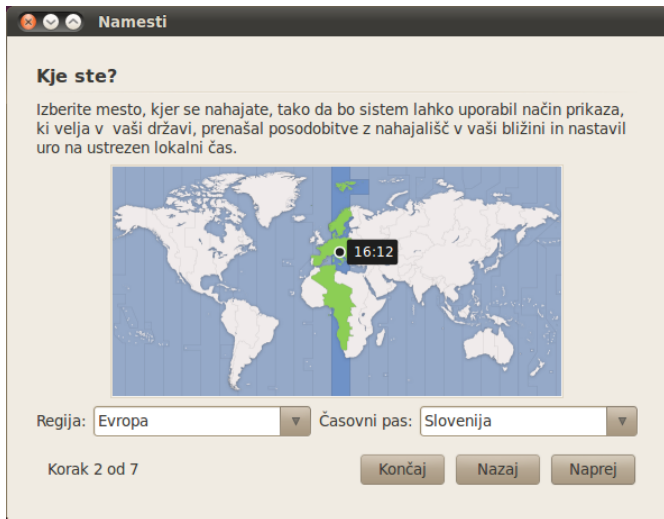 Namesti
Kje ste?
Izberite mesto, kjer se nahajate, tako da bo sistem lahko uporabil način prikaza,
ki velja v vaši državi, prenašal posodobitve z nahajališč v vaši bližini in nastavil
uro na ustrezen lokalni čas.
16:12
Regija: Evropa Časovni pas: Slovenija
Korak 2 od 7 Končaj Nazaj Naprej